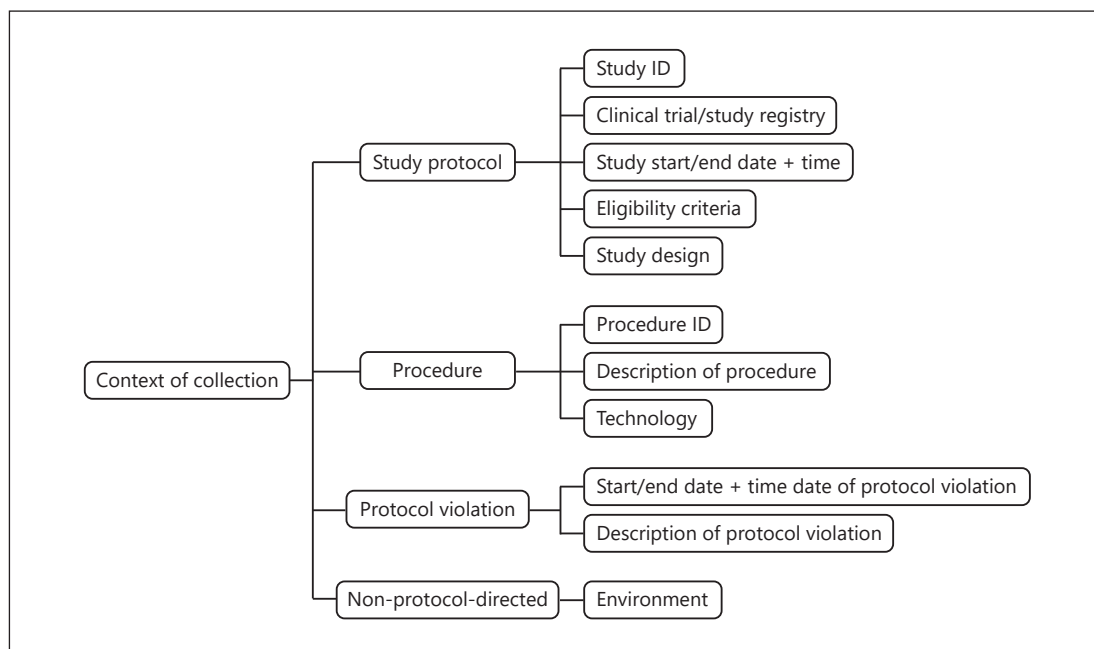 Context of collection
Study protocol
Study ID
Clinical trial/study registry
Study start/end date + time
Eligibility criteria
Study design
Procedure
Procedure ID
Description of procedure
Technology
Protocol violation
Start/end date + time date of protocol violation
Description of protocol violation
Non-protocol-directed
Environment